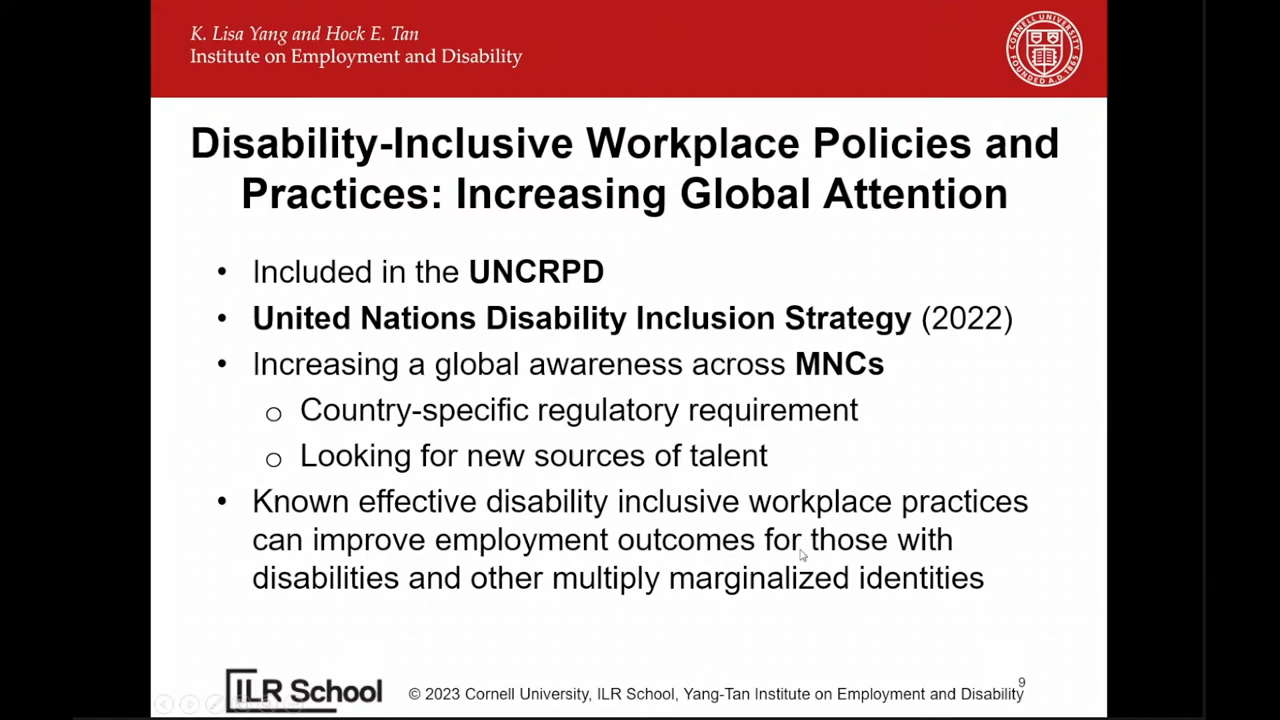 K. Lisa Yang and Hock E. Tan
Institute on Employment and Disability
CORNELL UNIVERSITY
FOUNDED A.D. 1865
Disability-Inclusive Workplace Policies and
Practices: Increasing Global Attention
• Included in the UNCRPD
• United Nations Disability Inclusion Strategy (2022)
• Increasing a global awareness across MNCs
o Country-specific regulatory requirement
o Looking for new sources of talent
• Known effective disability inclusive workplace practices
can improve employment outcomes for those with
disabilities and other multiply marginalized identities
9
ILR School
© 2023 Cornell University, ILR School, Yang-Tan Institute on Employment and Disability